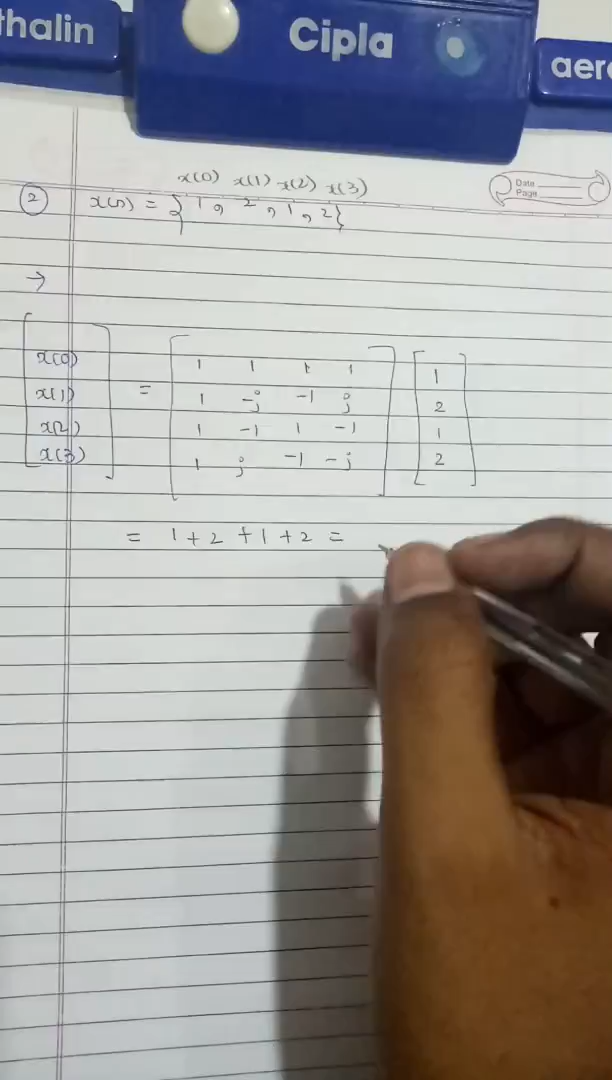 thalin
Cipla
aero
Date
Page
x(0) x(1) x(2) x(3)
2 x(n) = { 1, 2, 1, 2 }
→
x(0) = 1 1 1 1 1
x(1) 1 -j -1 j 2
x(2) 1 -1 1 -1 1
x(3) 1 j -1 -j 2
= 1 + 2 + 1 + 2 =